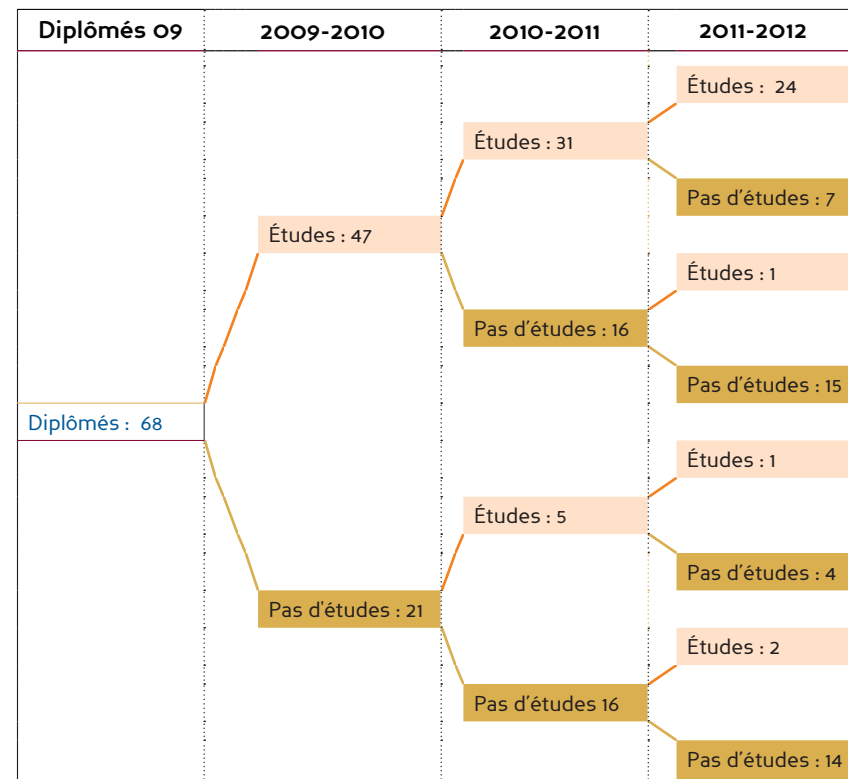 Diplômés 09 2009-2010 2010-2011 2011-2012
Études : 24
Études : 31
Pas d'études : 7
Études : 47
Études : 1
Pas d'études : 16
Pas d'études : 15
Diplômés : 68
Études : 1
Études : 5
Pas d'études : 4
Pas d'études : 21
Études : 2
Pas d'études 16
Pas d'études : 14